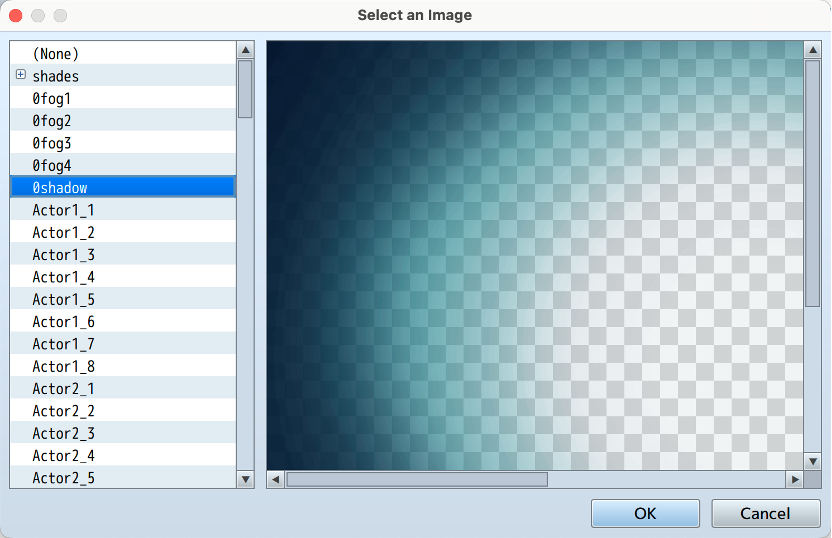 Select an Image
(None)
shades
0fog1
0fog2
0fog3
0fog4
0shadow
Actor1_1
Actor1_2
Actor1_3
Actor1_4
Actor1_5
Actor1_6
Actor1_7
Actor1_8
Actor2_1
Actor2_2
Actor2_3
Actor2_4
Actor2_5
OK
Cancel